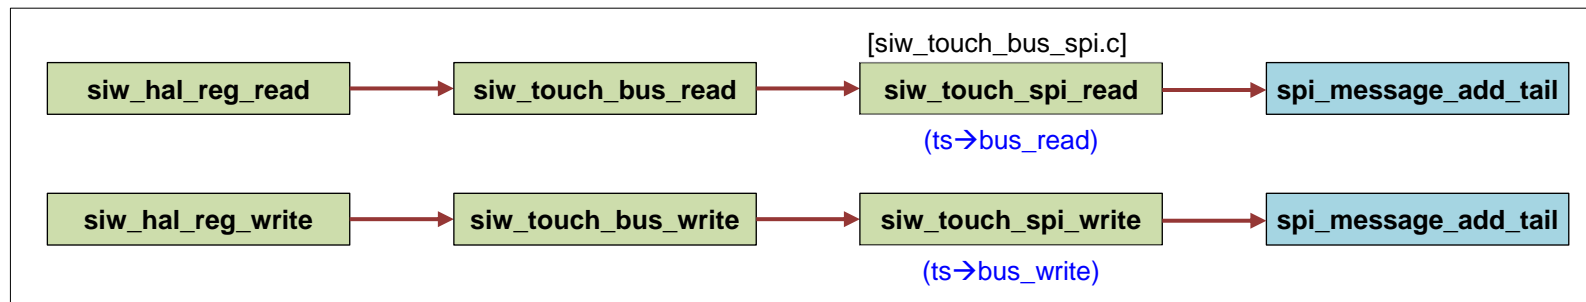 [siw_touch_bus_spi.c]
siw_hal_reg_read siw_touch_bus_read siw_touch_spi_read spi_message_add_tail
(ts→bus_read)
siw_hal_reg_write siw_touch_bus_write siw_touch_spi_write spi_message_add_tail
(ts→bus_write)